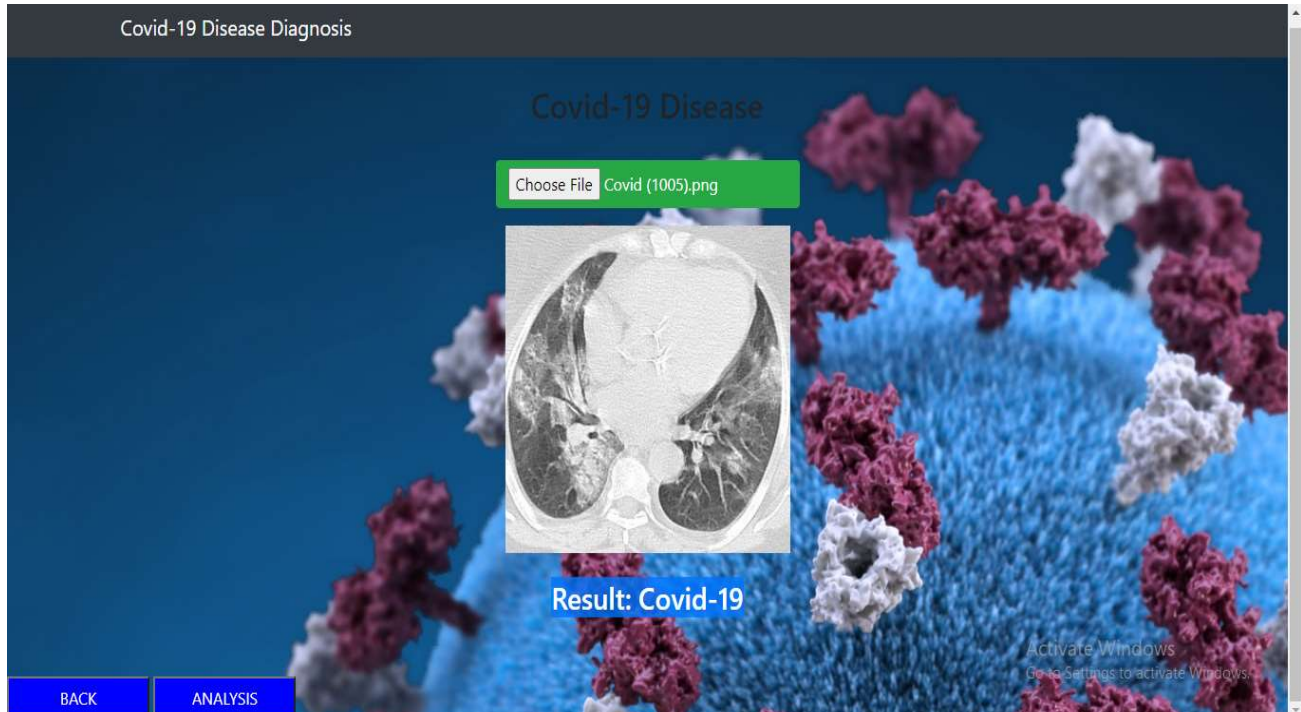 Covid-19 Disease Diagnosis
Covid-19 Disease
Choose File Covid (1005).png
Result: Covid-19
Activate Windows
Go to Settings to activate Windows.
BACK ANALYSIS